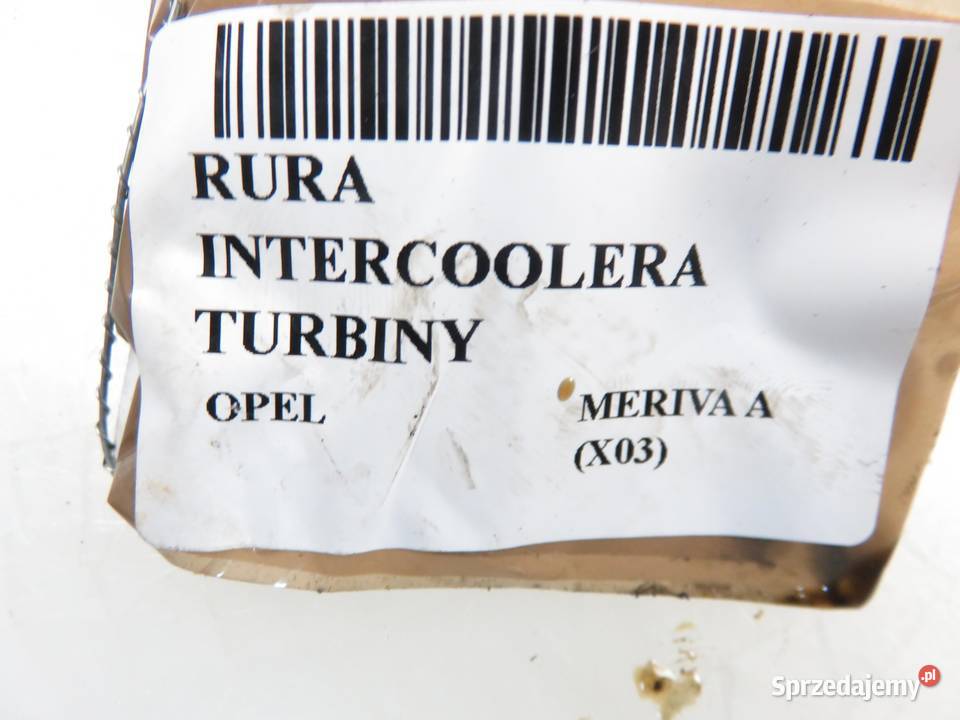 RURA
INTERCOOLERA
TURBINY
OPEL MERIVA A
(X03)
Sprzedajemy.pl